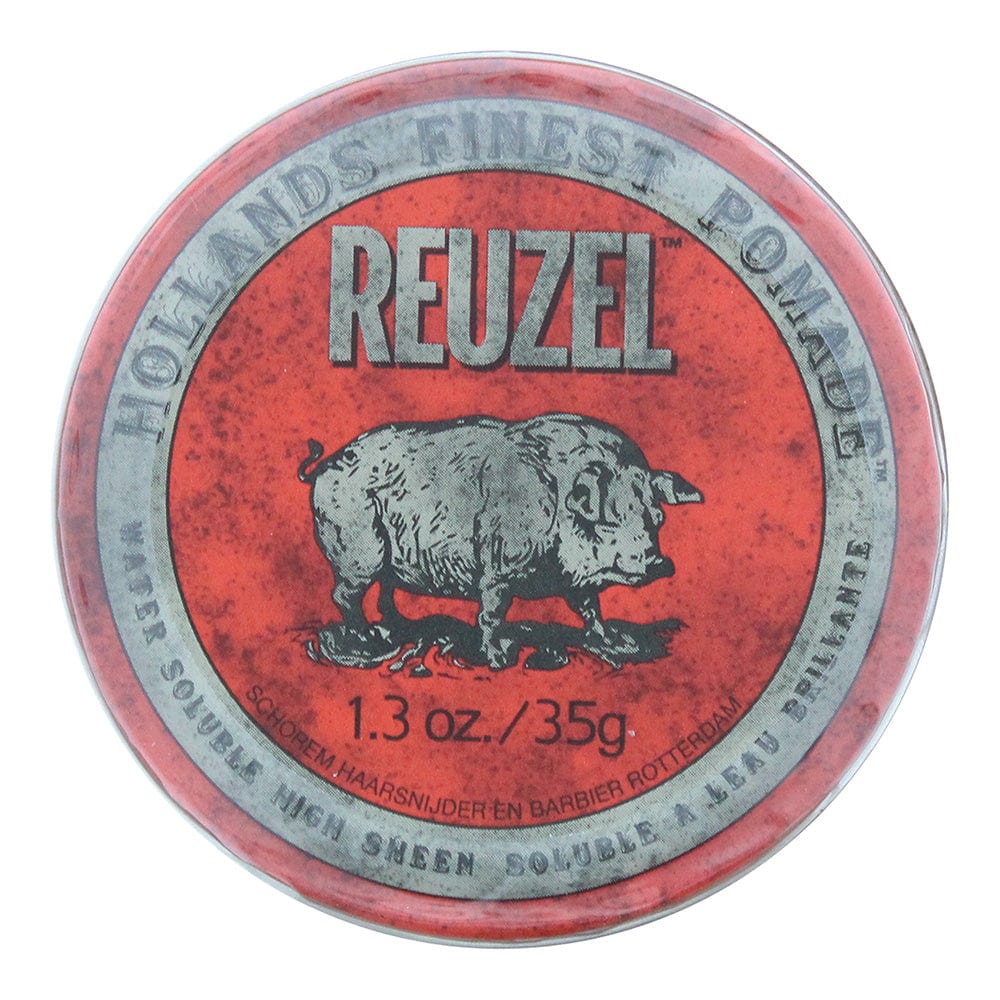 HOLLANDS FINEST POMADE™
REUZEL™
1.3 oz./35g
SCHOREM HAARSNIJDER EN BARBIER ROTTERDAM
WATER SOLUBLE HIGH SHEEN SOLUBLE A LEAU BRILLANTE